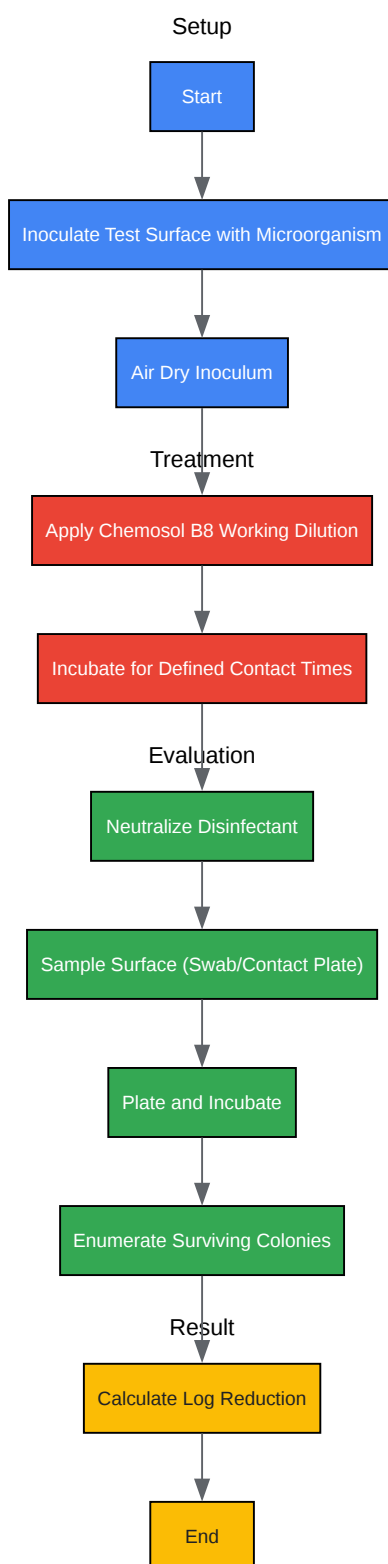 Setup
Start
Inoculate Test Surface with Microorganism
Air Dry Inoculum
Treatment
Apply Chemosol B8 Working Dilution
Incubate for Defined Contact Times
Evaluation
Neutralize Disinfectant
Sample Surface (Swab/Contact Plate)
Plate and Incubate
Enumerate Surviving Colonies
Result
Calculate Log Reduction
End